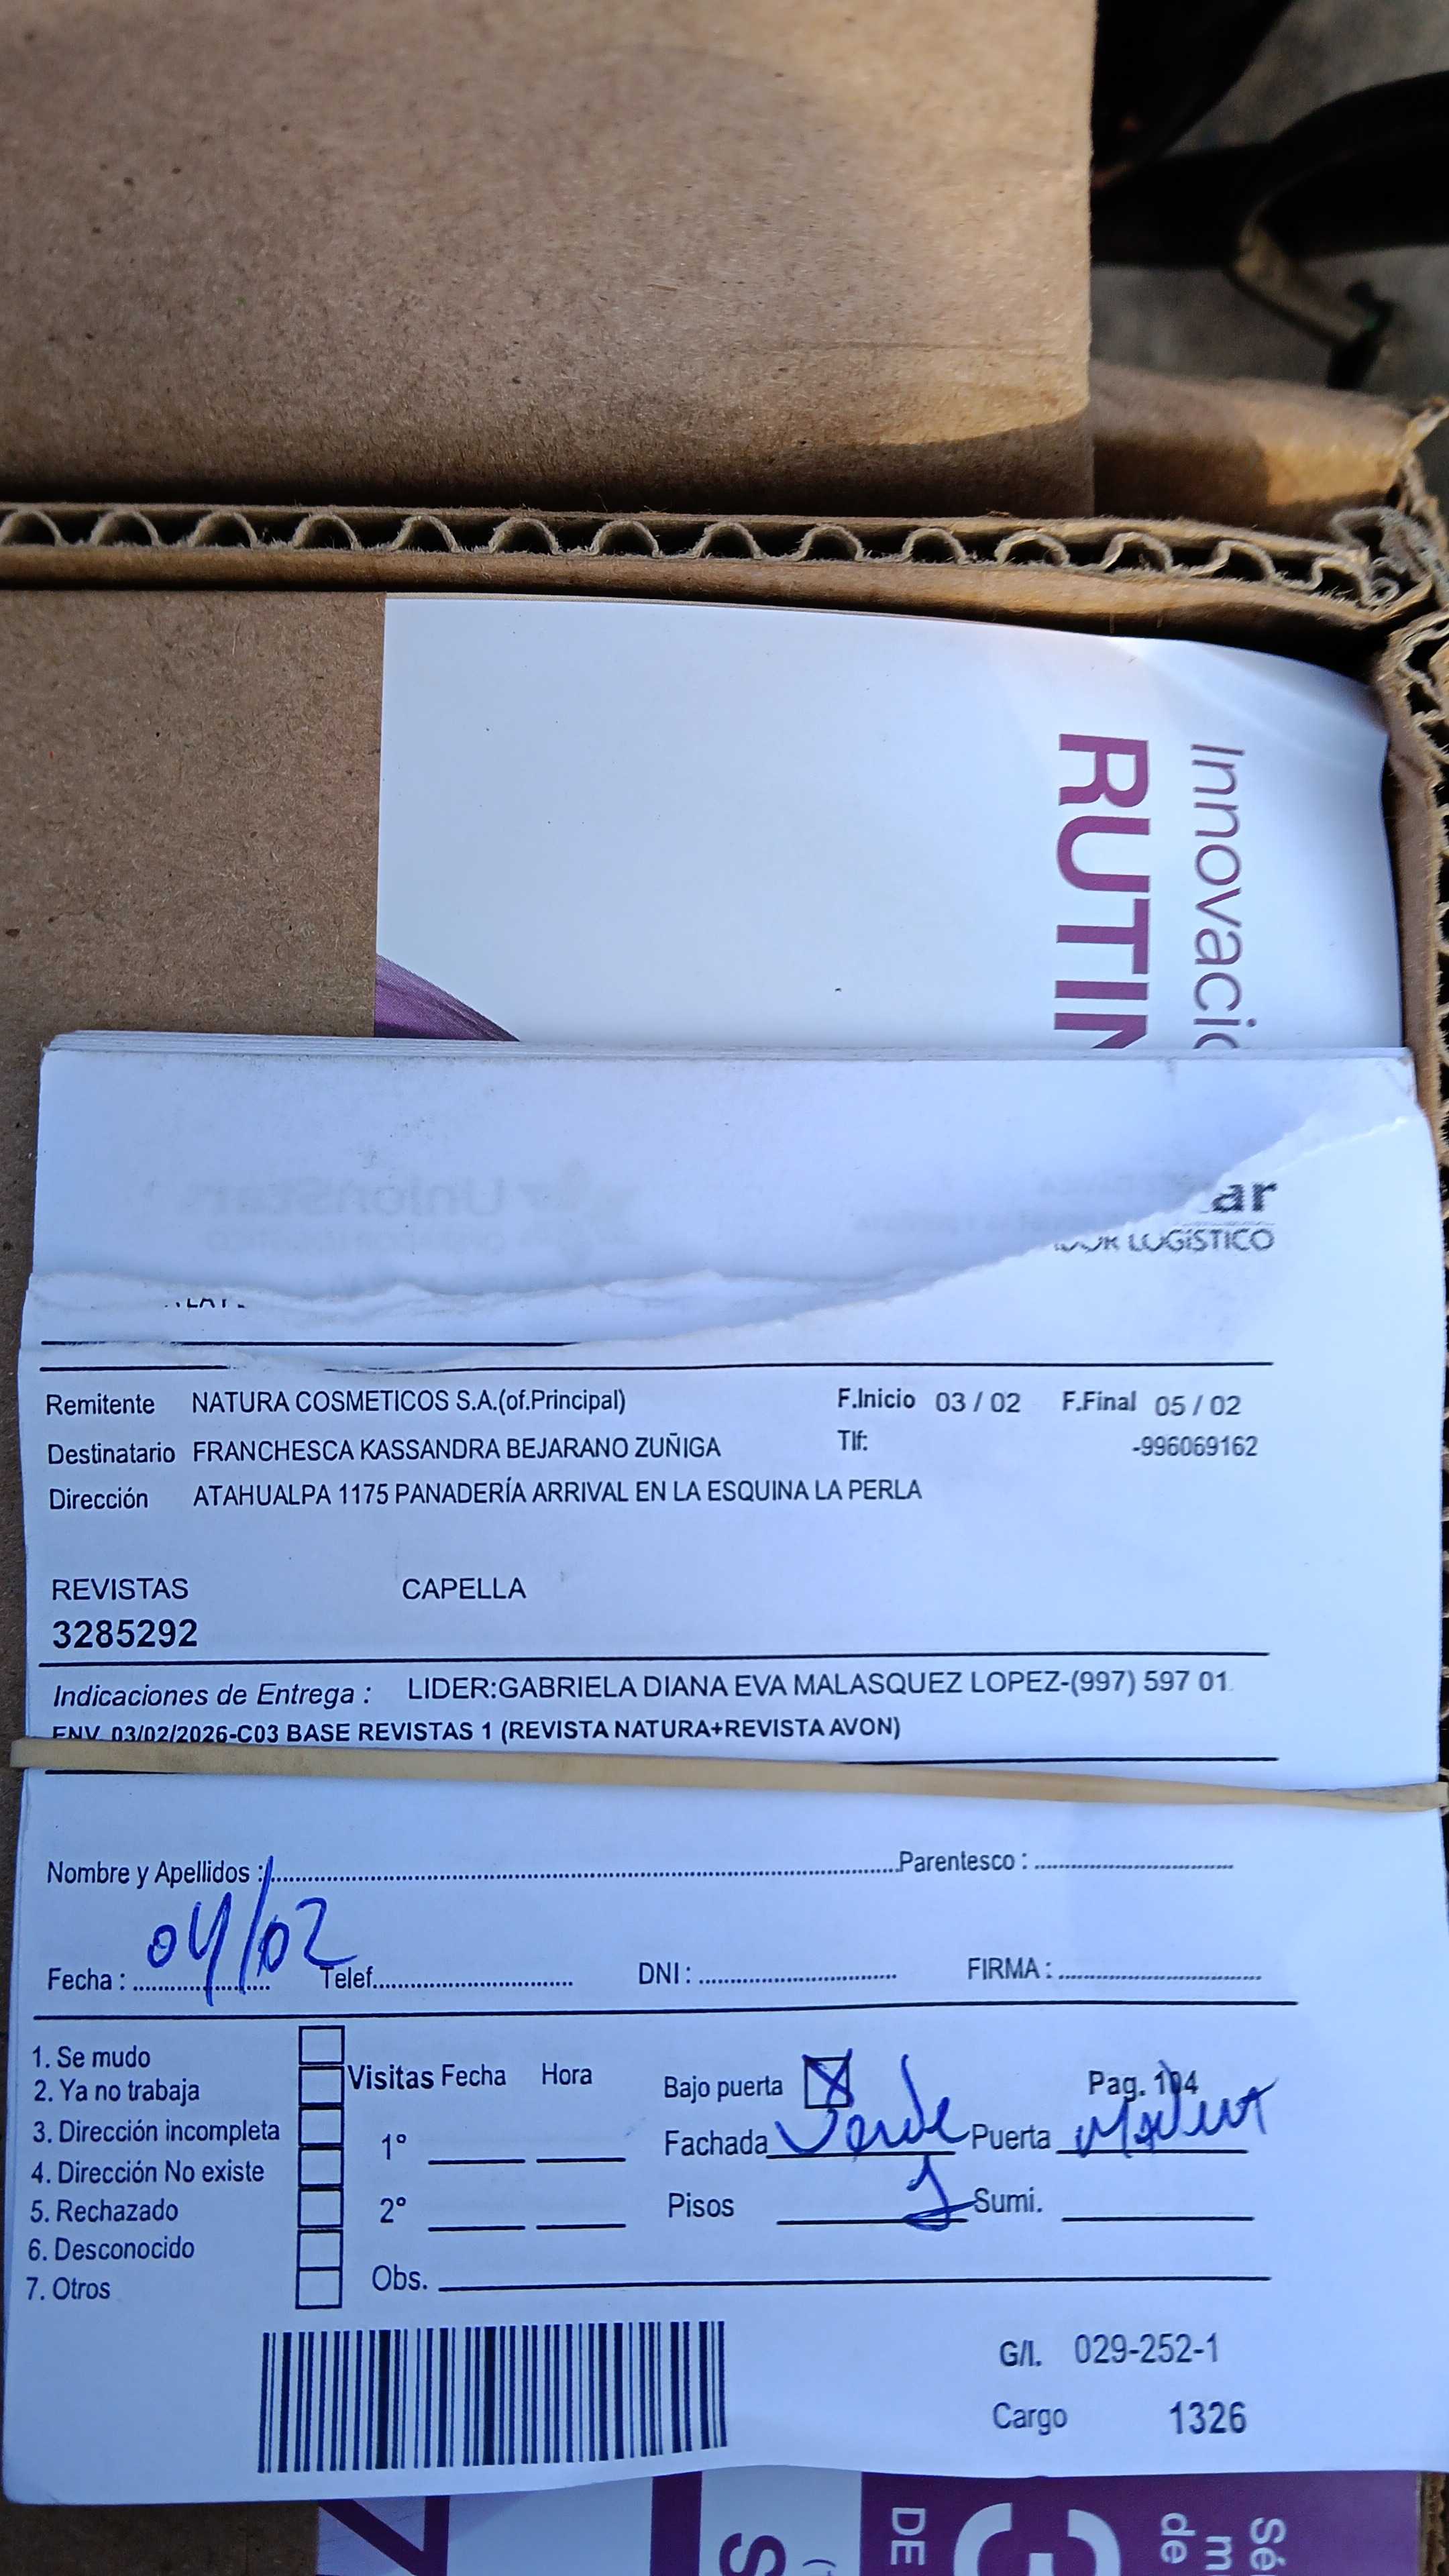 Innovació
RUTIN
ar
LOGÍSTICO
Remitente NATURA COSMETICOS S.A.(of.Principal) F.Inicio 03 / 02 F.Final 05 / 02
Destinatario FRANCHESCA KASSANDRA BEJARANO ZUÑIGA Tlf: -996069162
Dirección ATAHUALPA 1175 PANADERÍA ARRIVAL EN LA ESQUINA LA PERLA
REVISTAS CAPELLA
3285292
Indicaciones de Entrega : LIDER:GABRIELA DIANA EVA MALASQUEZ LOPEZ-(997) 597 01
ENV. 03/02/2026-C03 BASE REVISTAS 1 (REVISTA NATURA+REVISTA AVON)
Nombre y Apellidos : Parentesco :
Fecha : 04/02 Telef. DNI : FIRMA :
1. Se mudo
2. Ya no trabaja
3. Dirección incompleta
4. Dirección No existe
5. Rechazado
6. Desconocido
7. Otros
Visitas Fecha Hora
1°
2°
Obs.
Bajo puerta X Pag. 104
Fachada Verde Puerta
Pisos 1 Sumi.
G/I. 029-252-1
Cargo 1326
DE
3
Sé
m
de